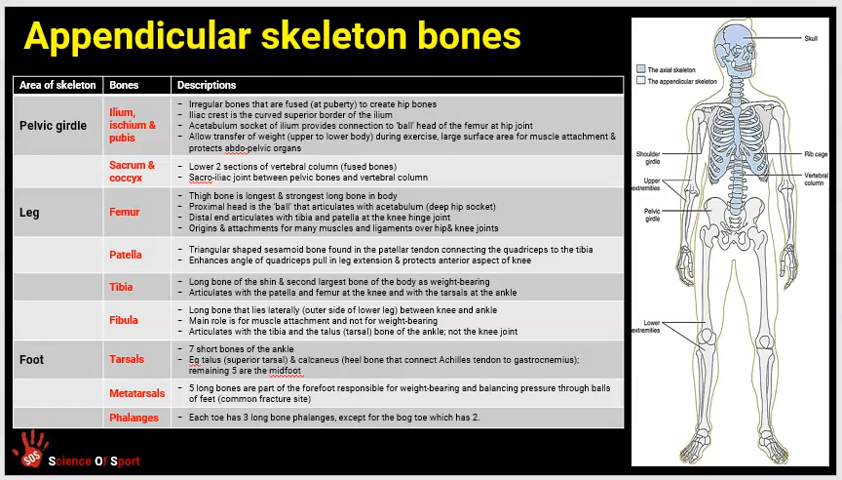 Appendicular skeleton bones
Area of skeleton Bones Descriptions
Pelvic girdle
Ilium,
ischium &
pubis
- Irregular bones that are fused (at puberty) to create hip bones
- Iliac crest is the curved superior border of the ilium
- Acetabulum socket of ilium provides connection to 'ball' head of the femur at hip joint
- Allow transfer of weight (upper to lower body) during exercise, large surface area for muscle attachment &
protects abdo-pelvic organs
Sacrum &
coccyx
- Lower 2 sections of vertebral column (fused bones)
- Sacro-iliac joint between pelvic bones and vertebral column
Leg
Femur
- Thigh bone is longest & strongest long bone in body
- Proximal head is the 'ball' that articulates with acetabulum (deep hip socket)
- Distal end articulates with tibia and patella at the knee hinge joint
- Origins & attachments for many muscles and ligaments over hip& knee joints
Patella
- Triangular shaped sesamoid bone found in the patellar tendon connecting the quadriceps to the tibia
- Enhances angle of quadriceps pull in leg extension & protects anterior aspect of knee
Tibia
- Long bone of the shin & second largest bone of the body as weight-bearing
- Articulates with the patella and femur at the knee and with the tarsals at the ankle
Fibula
- Long bone that lies laterally (outer side of lower leg) between knee and ankle
- Main role is for muscle attachment and not for weight-bearing
- Articulates with the tibia and the talus (tarsal) bone of the ankle; not the knee joint
Foot
Tarsals
- 7 short bones of the ankle
- Eg talus (superior tarsal) & calcaneus (heel bone that connect Achilles tendon to gastrocnemius);
remaining 5 are the midfoot
Metatarsals
- 5 long bones are part of the forefoot responsible for weight-bearing and balancing pressure through balls
of feet (common fracture site)
Phalanges
- Each toe has 3 long bone phalanges, except for the bog toe which has 2.
SOS
Science Of Sport
Skull
The axial skeleton
The appendicular skeleton
Shoulder
girdle
Rib cage
Upper
extremities
Vertebral
column
Pelvic
girdle
Lower
extremities